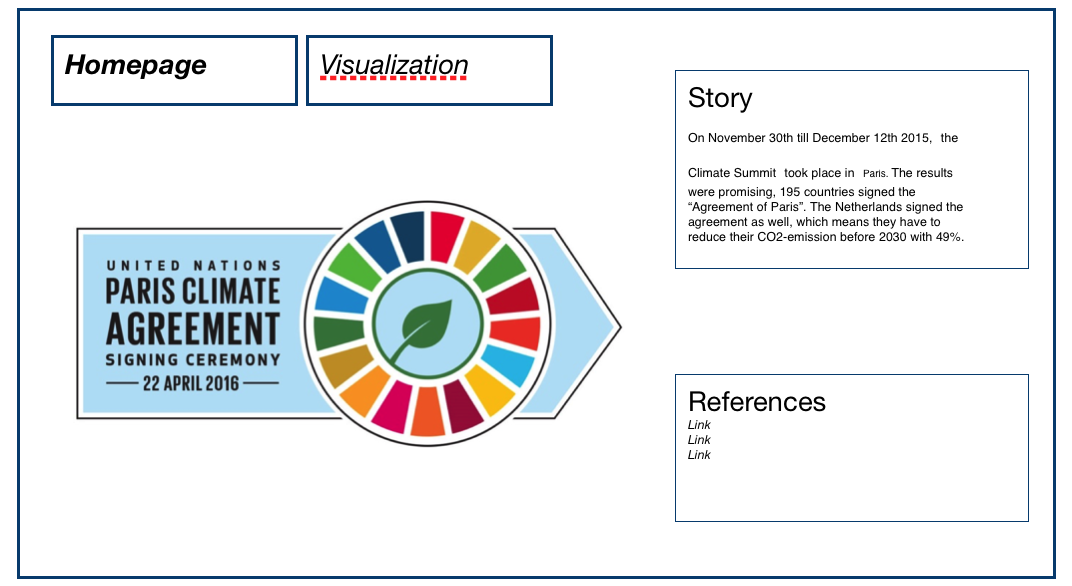 Homepage
Visualization
UNITED NATIONS
PARIS CLIMATE
AGREEMENT
SIGNING CEREMONY
22 APRIL 2016
Story
On November 30th till December 12th 2015, the
Climate Summit took place in Paris. The results
were promising, 195 countries signed the
“Agreement of Paris”. The Netherlands signed the
agreement as well, which means they have to
reduce their CO2-emission before 2030 with 49%.
References
Link
Link
Link